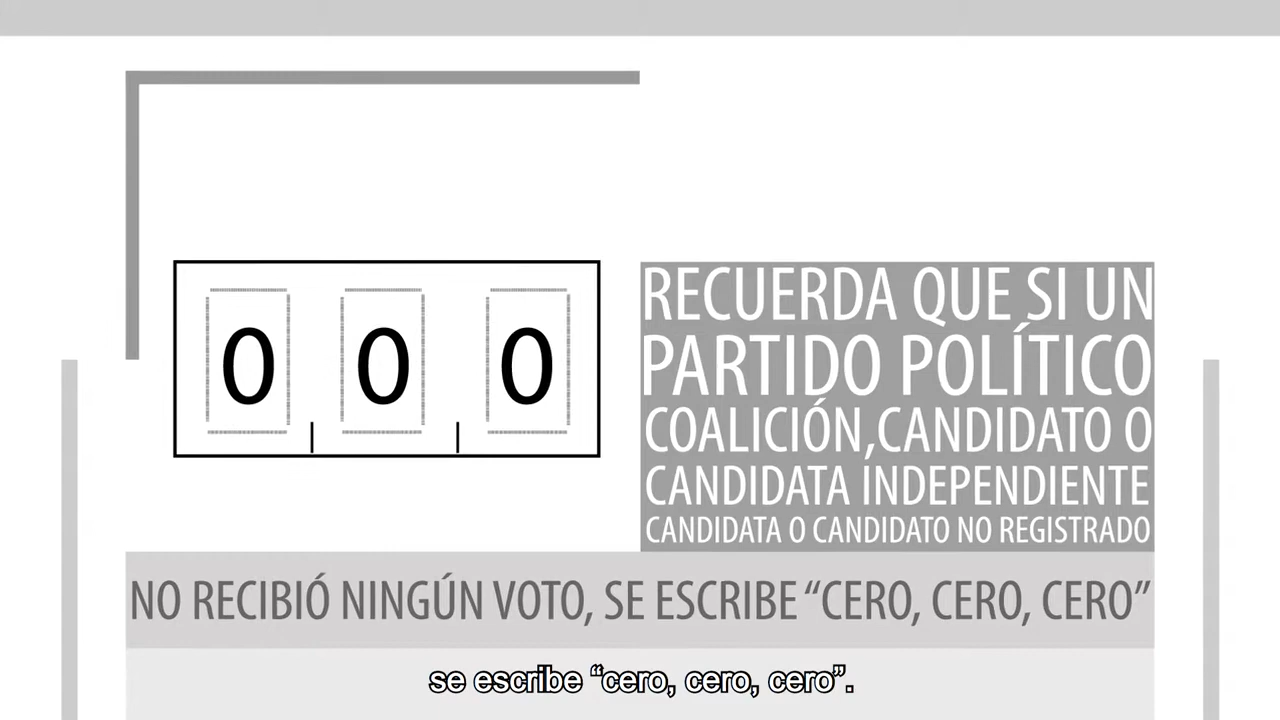 0 0 0
RECUERDA QUE SI UN
PARTIDO POLÍTICO
COALICIÓN,CANDIDATO O
CANDIDATA INDEPENDIENTE
CANDIDATA O CANDIDATO NO REGISTRADO
NO RECIBIÓ NINGÚN VOTO, SE ESCRIBE “CERO, CERO, CERO”
se escribe “cero, cero, cero”.